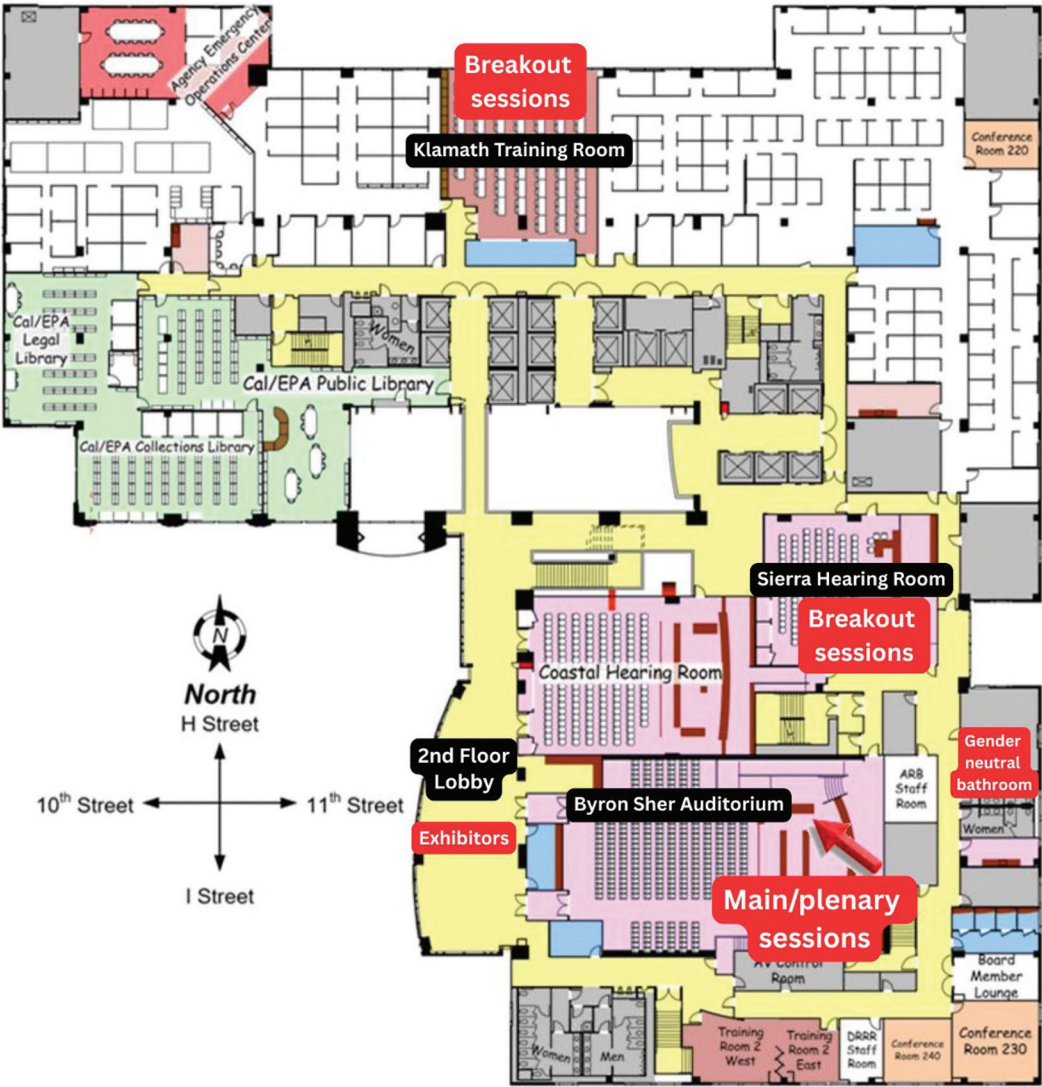 Agency Emergency
Operations Center
Breakout
sessions
Klamath Training Room
Conference
Room 220
Cal/EPA
Legal
Library
Women
Cal/EPA Public Library
Cal/EPA Collections Library
Sierra Hearing Room
Breakout
sessions
Coastal Hearing Room
N
North
H Street
10th Street
11th Street
I Street
2nd Floor
Lobby
Exhibitors
Byron Sher Auditorium
Main/plenary
sessions
ARB
Staff
Room
Gender
neutral
bathroom
Women
AV Control
Room
Board
Member
Lounge
Women
Men
Training
Room 2
West
Training
Room 2
East
DRRR
Staff
Room
Conference
Room 240
Conference
Room 230